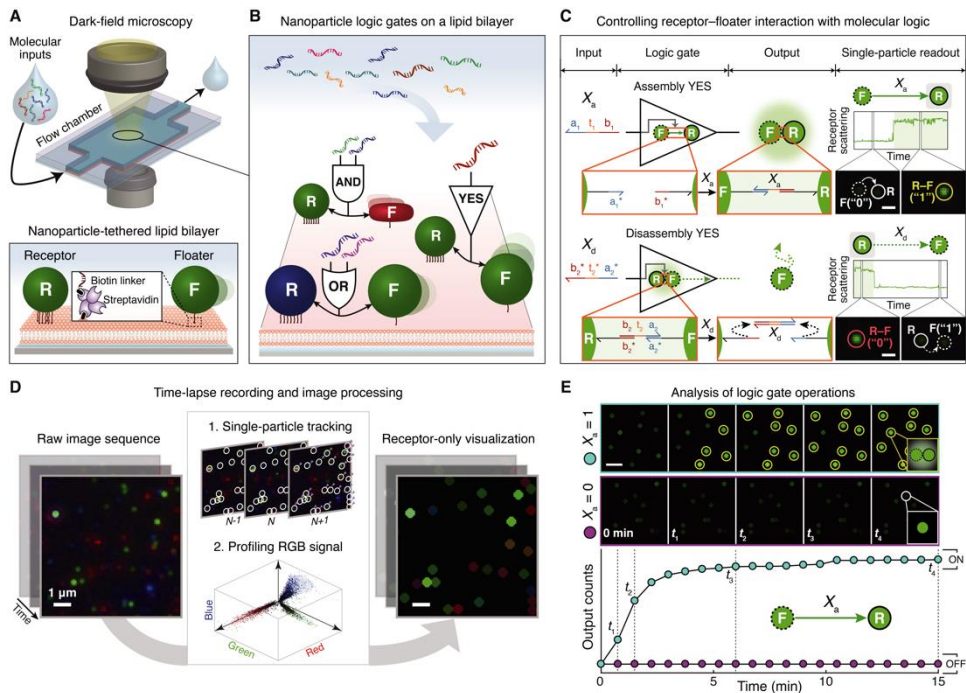 A
Dark-field microscopy
Molecular
inputs
Flow chamber
Nanoparticle-tethered lipid bilayer
Receptor
Floater
Biotin linker
Streptavidin
R
F
B
Nanoparticle logic gates on a lipid bilayer
AND
R
F
YES
R
F
R
OR
F
C
Controlling receptor–floater interaction with molecular logic
Input
Logic gate
Output
Single-particle readout
Xa
Assembly YES
a1 t1 b1
F
R
F
R
a1*
b1*
Xa
Xa
R
F
Xa
R
Receptor
scattering
Time
F("0")
R
R–F
("1")
Disassembly YES
Xd
b2* t2* a2*
R
F
F
R
b2 t2 a2
b2* a2*
F
Xd
Xd
R
Xd
F
Receptor
scattering
Time
R–F
("0")
R
F("1")
D
Time-lapse recording and image processing
Raw image sequence
1 µm
Time
1. Single-particle tracking
N-1
N
N+1
2. Profiling RGB signal
Blue
Green
Red
Receptor-only visualization
E
Analysis of logic gate operations
Xa = 1
Xa = 0
0 min
t1
t2
t3
t4
Output counts
t1
t2
t3
t4
ON
F
Xa
R
OFF
0
5
10
15
Time (min)